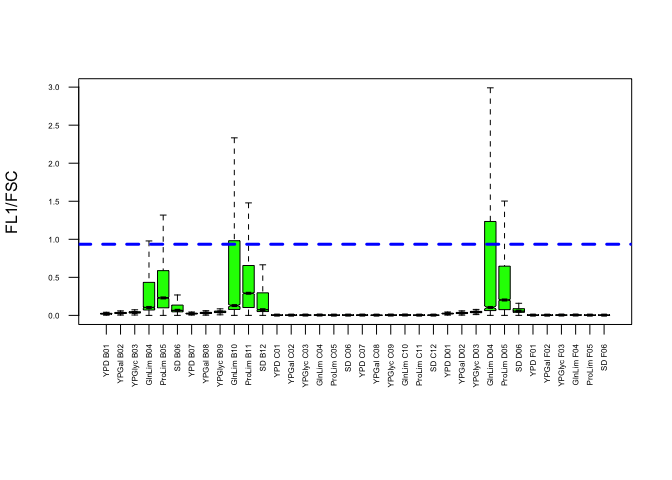 FL1/FSC
3.0
2.5
2.0
1.5
1.0
0.5
0.0
YPD B01
YPGal B02
YPGlyc B03
GlnLim B04
ProLim B05
SD B06
YPD B07
YPGal B08
YPGlyc B09
GlnLim B10
ProLim B11
SD B12
YPD C01
YPGal C02
YPGlyc C03
GlnLim C04
ProLim C05
SD C06
YPD C07
YPGal C08
YPGlyc C09
GlnLim C10
ProLim C11
SD C12
YPD D01
YPGal D02
YPGlyc D03
GlnLim D04
ProLim D05
SD D06
YPD F01
YPGal F02
YPGlyc F03
GlnLim F04
ProLim F05
SD F06